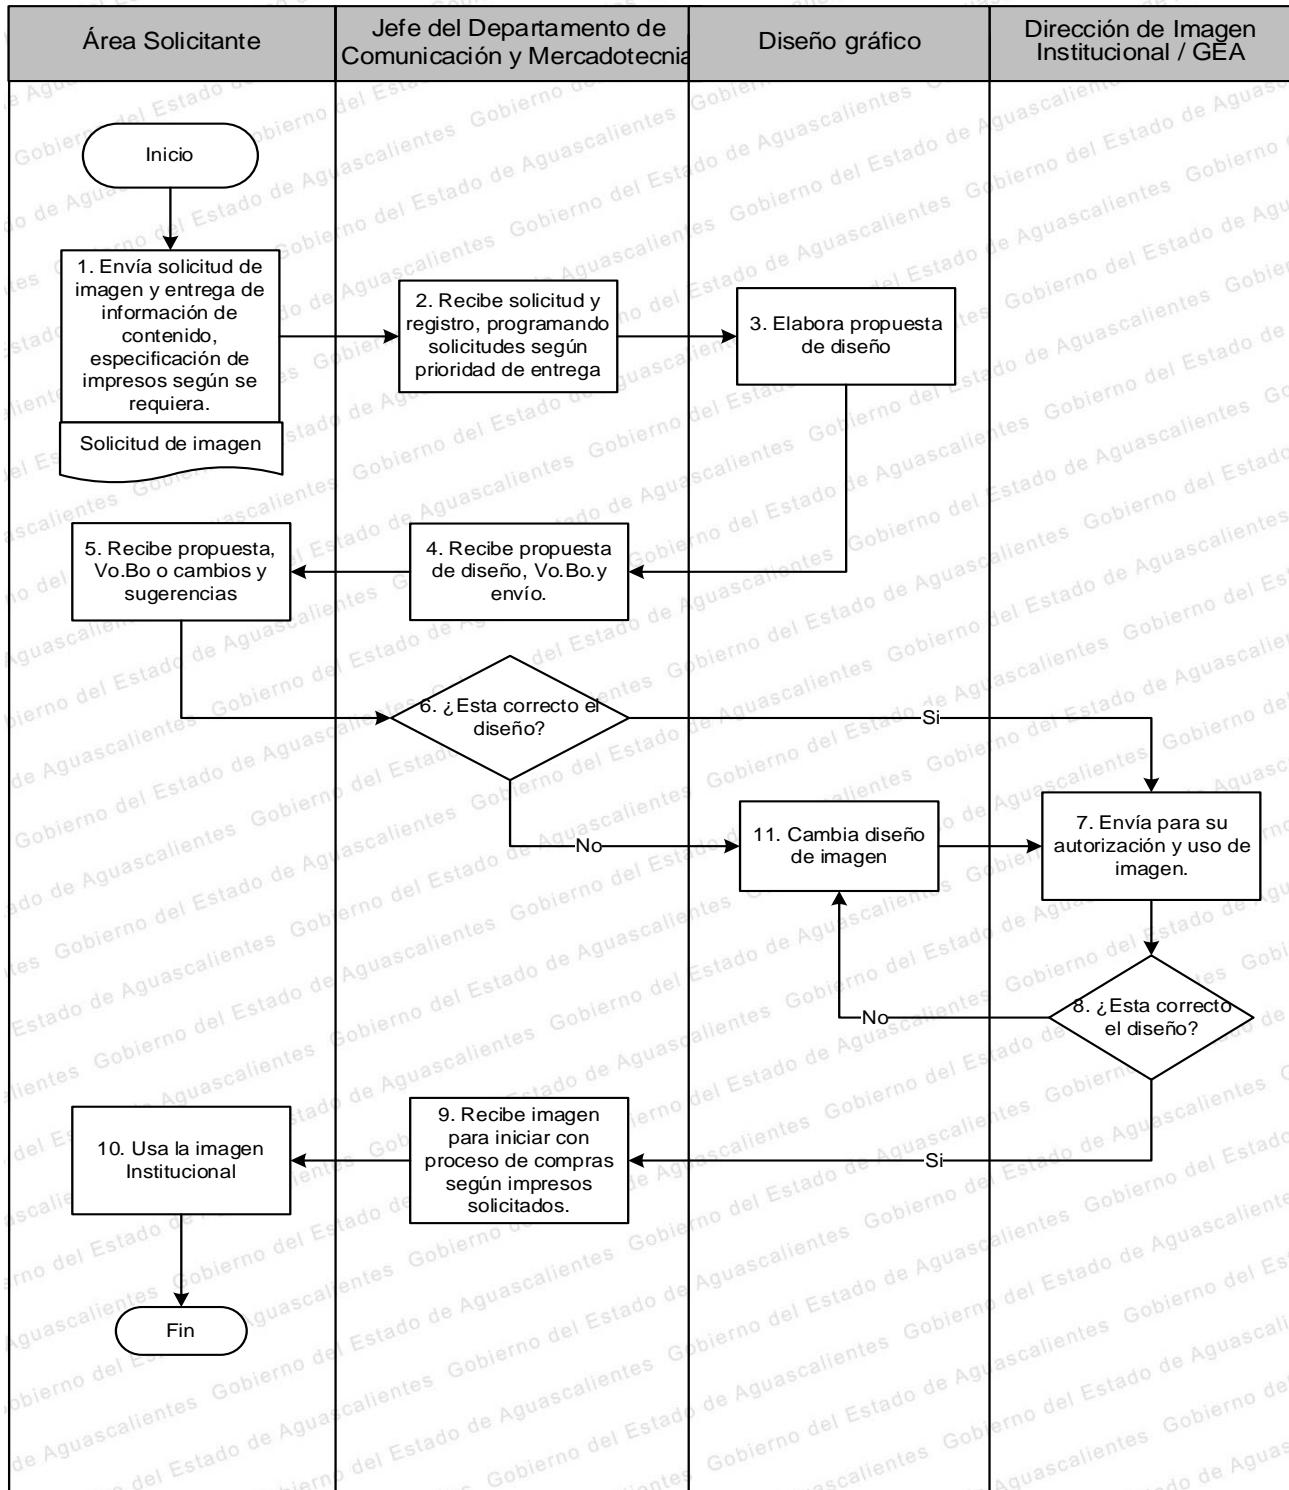 Área Solicitante
Jefe del Departamento de
Comunicación y Mercadotecnia
Diseño gráfico
Dirección de Imagen
Institucional / GEA
Inicio
1. Envía solicitud de
imagen y entrega de
información de
contenido,
especificación de
impresos según se
requiera.
Solicitud de imagen
2. Recibe solicitud y
registro, programando
solicitudes según
prioridad de entrega
3. Elabora propuesta
de diseño
5. Recibe propuesta,
Vo.Bo o cambios y
sugerencias
4. Recibe propuesta
de diseño, Vo.Bo.y
envío.
6. ¿Esta correcto el
diseño?
Si
No
11. Cambia diseño
de imagen
7. Envía para su
autorización y uso de
imagen.
8. ¿Esta correcto
el diseño?
No
Si
9. Recibe imagen
para iniciar con
proceso de compras
según impresos
solicitados.
10. Usa la imagen
Institucional
Fin
Gobierno del Estado de Aguascalientes